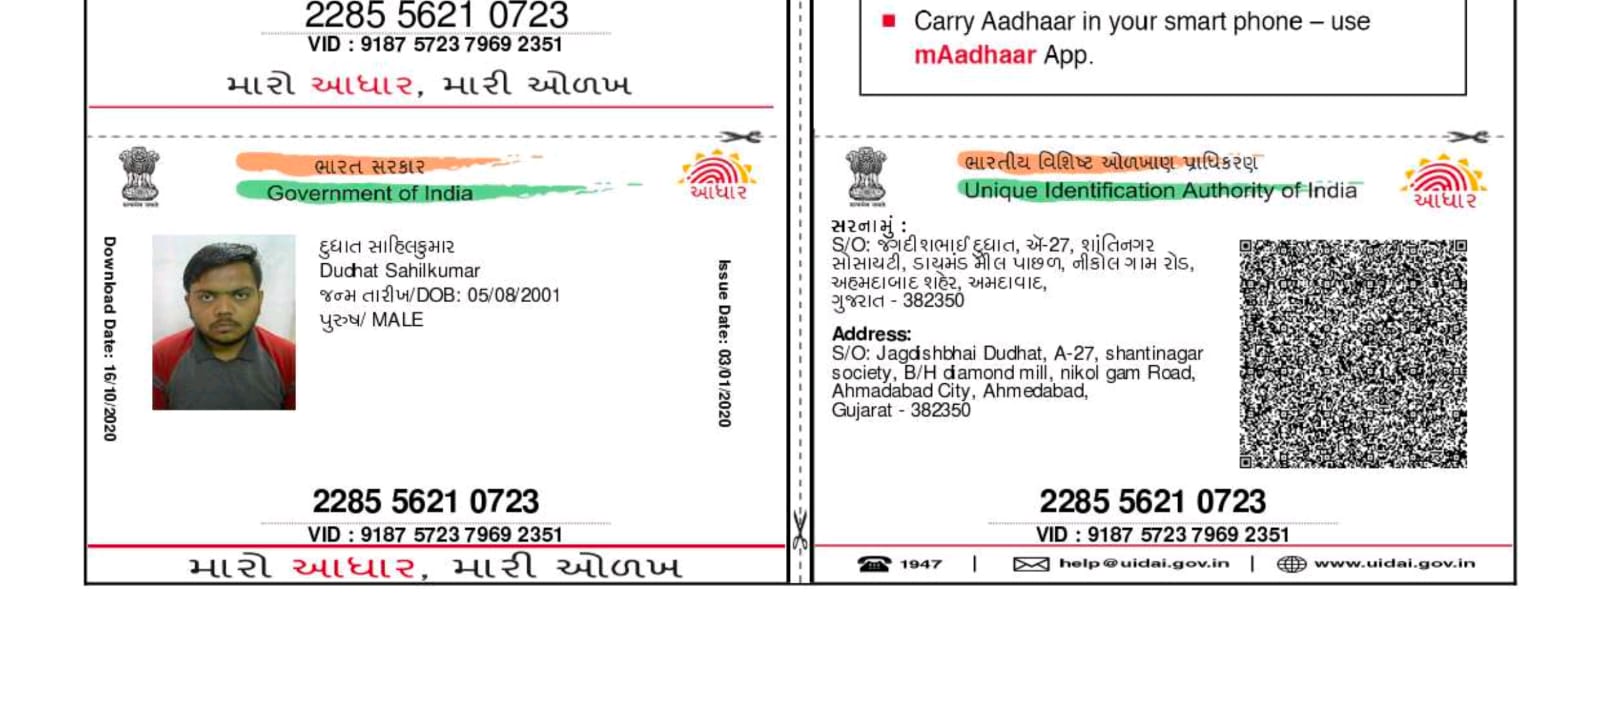 2285 5621 0723
VID : 9187 5723 7969 2351
મારો આધાર, મારી ઓળખ
Carry Aadhaar in your smart phone – use
mAadhaar App.
ભારત સરકાર
Government of India
આધાર
Download Date: 16/10/2020
દુધાત સાહિલકુમાર
Dudhat Sahilkumar
જન્મ તારીખ/DOB: 05/08/2001
પુરુષ/ MALE
Issue Date: 03/01/2020
2285 5621 0723
VID : 9187 5723 7969 2351
મારો આધાર, મારી ઓળખ
ભારતીય વિશિષ્ટ ઓળખાણ પ્રાધિકરણ
Unique Identification Authority of India
આધાર
સરનામું :
S/O: જગદીશભાઈ દુધાત, એ-27, શાંતિનગર
સોસાયટી, ડાયમંડ મીલ પાછળ, નીકોલ ગામ રોડ,
અહમદાબાદ શહેર, અમદાવાદ,
ગુજરાત - 382350
Address:
S/O: Jagdishbhai Dudhat, A-27, shantinagar
society, B/H diamond mill, nikol gam Road,
Ahmadabad City, Ahmedabad,
Gujarat - 382350
2285 5621 0723
VID : 9187 5723 7969 2351
1947 | help@uidai.gov.in | www.uidai.gov.in